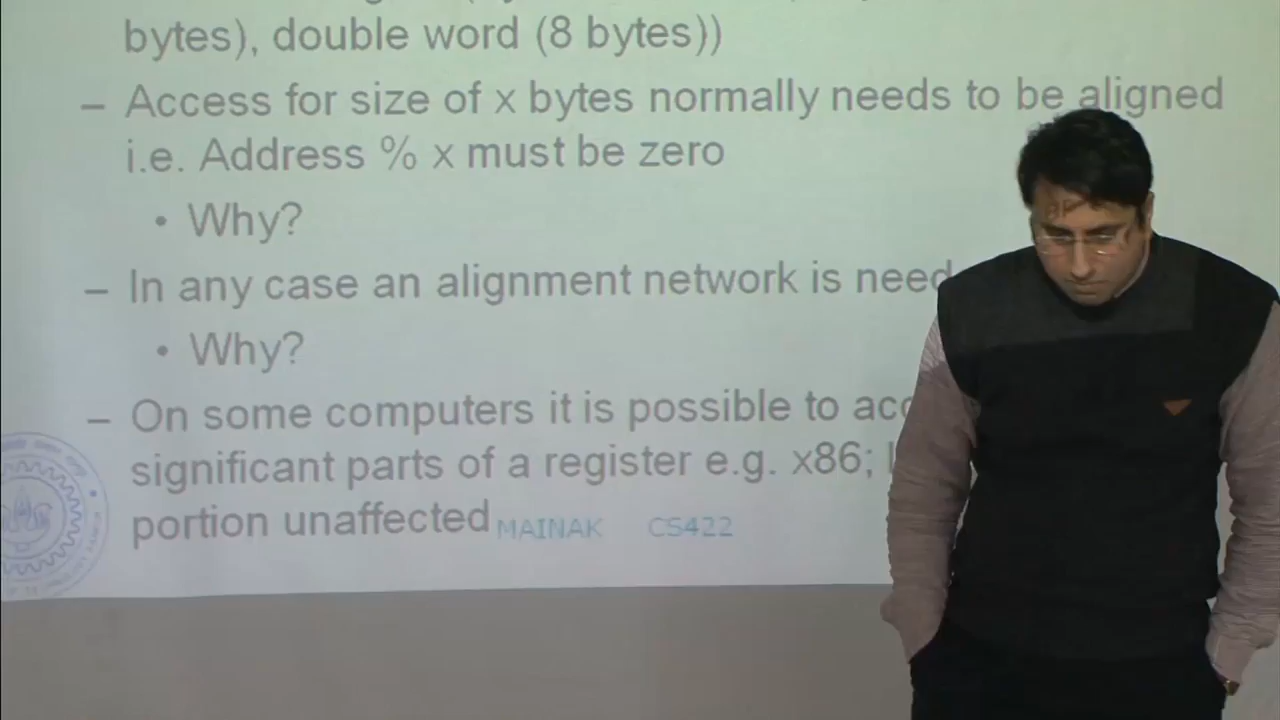 bytes), double word (8 bytes))
– Access for size of x bytes normally needs to be aligned
i.e. Address % x must be zero
• Why?
– In any case an alignment network is need
• Why?
– On some computers it is possible to acc
significant parts of a register e.g. x86;
portion unaffected
MAINAK CS422